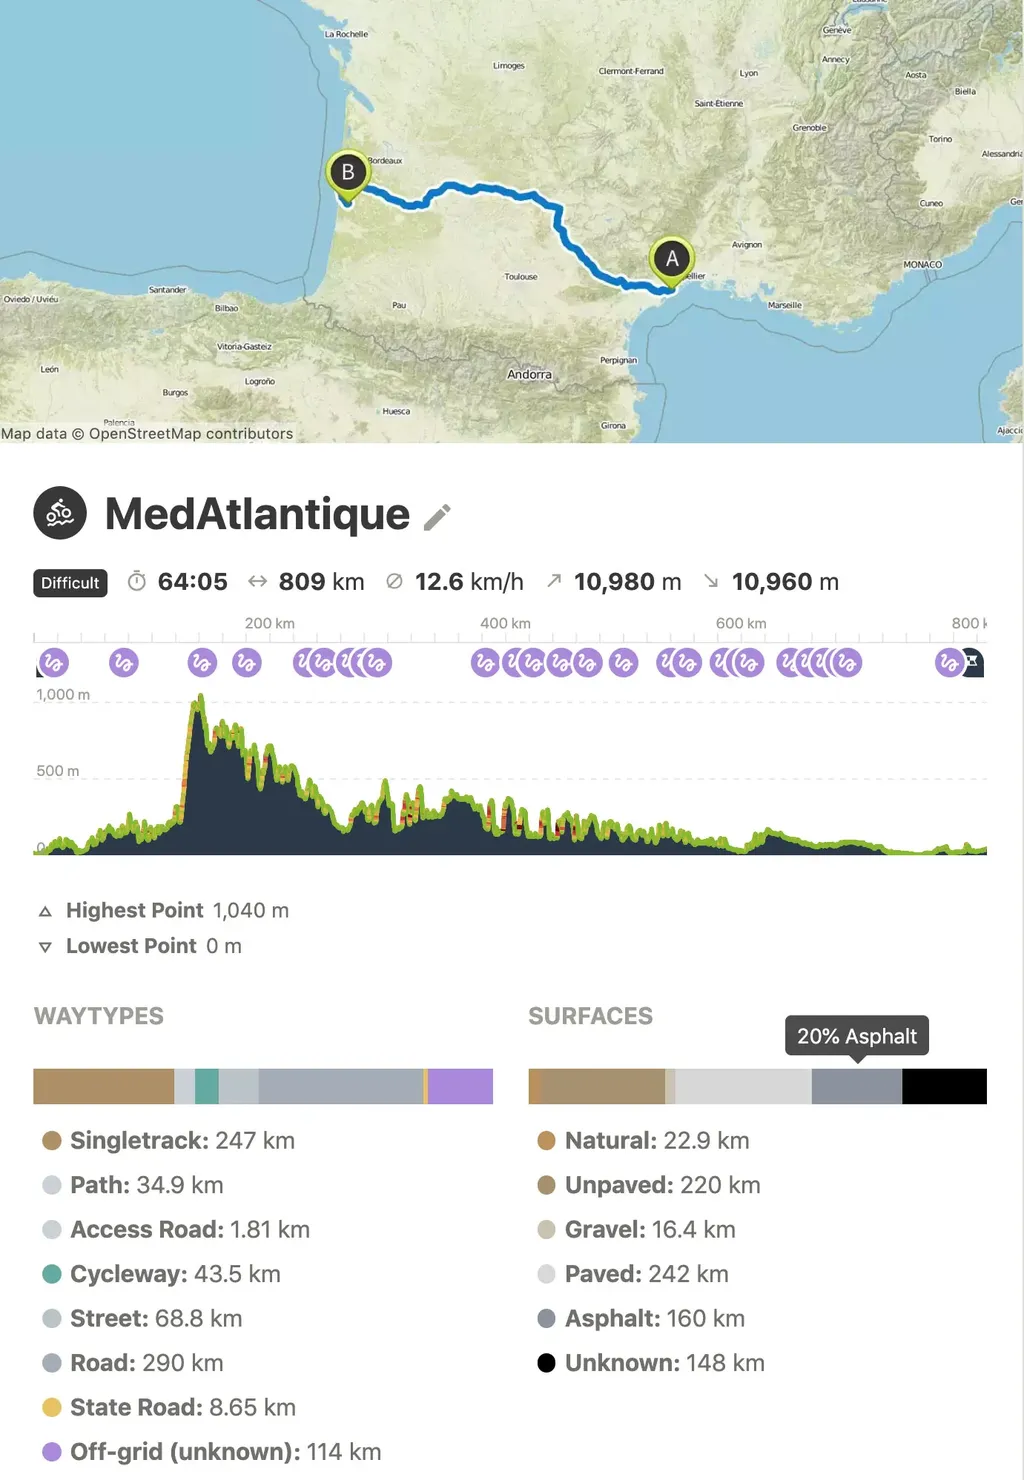 La Rochelle
Genève
Limoges
Clermont-Ferrand
Annecy
Lyon
Aosta
Biella
Saint-Étienne
Grenoble
Torino
Alessandria
Bordeaux
B
Cuneo
Avignon
A
MONACO
Toulouse
Santander
Oviedo / Uviéu
Bilbao
Pau
Marseille
Vitoria-Gasteiz
León
Logroño
Perpignan
Andorra
Burgos
Huesca
Palencia
Girona
Map data © OpenStreetMap contributors
MedAtlantique
Difficult 64:05 809 km 12.6 km/h 10,980 m 10,960 m
200 km 400 km 600 km 800 k
1,000 m
500 m
0
Highest Point 1,040 m
Lowest Point 0 m
WAYTYPES
Singletrack: 247 km
Path: 34.9 km
Access Road: 1.81 km
Cycleway: 43.5 km
Street: 68.8 km
Road: 290 km
State Road: 8.65 km
Off-grid (unknown): 114 km
SURFACES
20% Asphalt
Natural: 22.9 km
Unpaved: 220 km
Gravel: 16.4 km
Paved: 242 km
Asphalt: 160 km
Unknown: 148 km